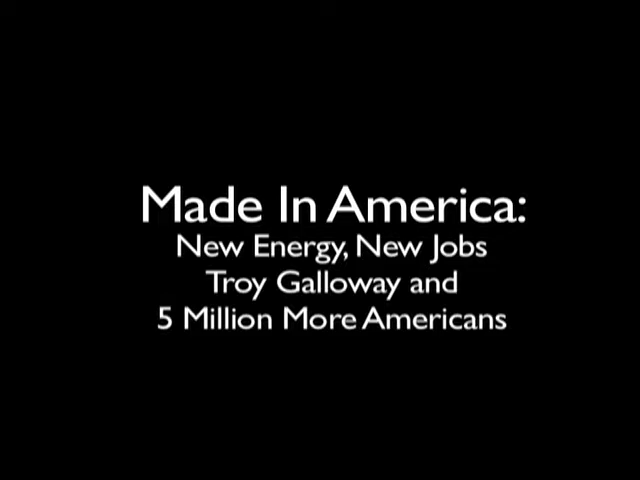 Made In America:
New Energy, New Jobs
Troy Galloway and
5 Million More Americans